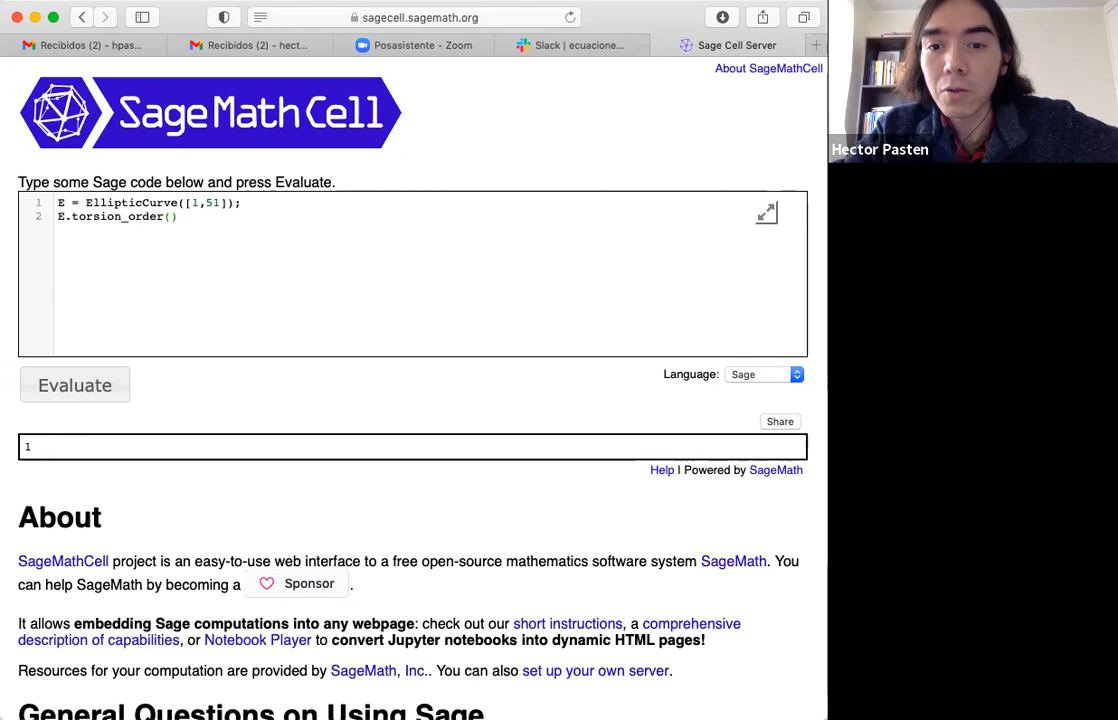 sagecell.sagemath.org
Recibidos (2) - hpas...
Recibidos (2) - hect...
Posasistente - Zoom
Slack | ecuacione...
Sage Cell Server
About SageMathCell
SageMathCell
Hector Pasten
Type some Sage code below and press Evaluate.
1 E = EllipticCurve([1,51]);
2 E.torsion_order()
Evaluate
Language: Sage
Share
1
Help | Powered by SageMath
About
SageMathCell project is an easy-to-use web interface to a free open-source mathematics software system SageMath. You
can help SageMath by becoming a Sponsor .
It allows embedding Sage computations into any webpage: check out our short instructions, a comprehensive
description of capabilities, or Notebook Player to convert Jupyter notebooks into dynamic HTML pages!
Resources for your computation are provided by SageMath, Inc.. You can also set up your own server.
General Questions on Using Sage